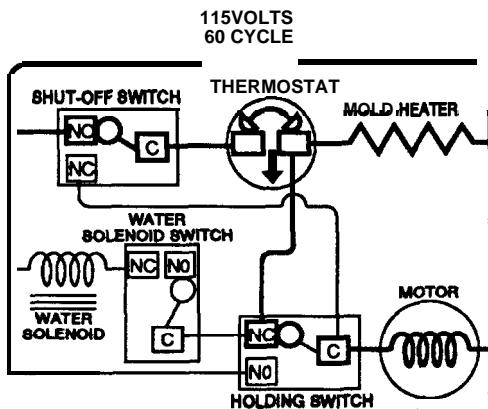 115VOLTS
60 CYCLE
THERMOSTAT
SHUT-OFF SWITCH
MOLD HEATER
NO
C
NC
WATER
SOLENOID SWITCH
NC NO
C
WATER
SOLENOID
MOTOR
NC
C
NO
HOLDING SWITCH